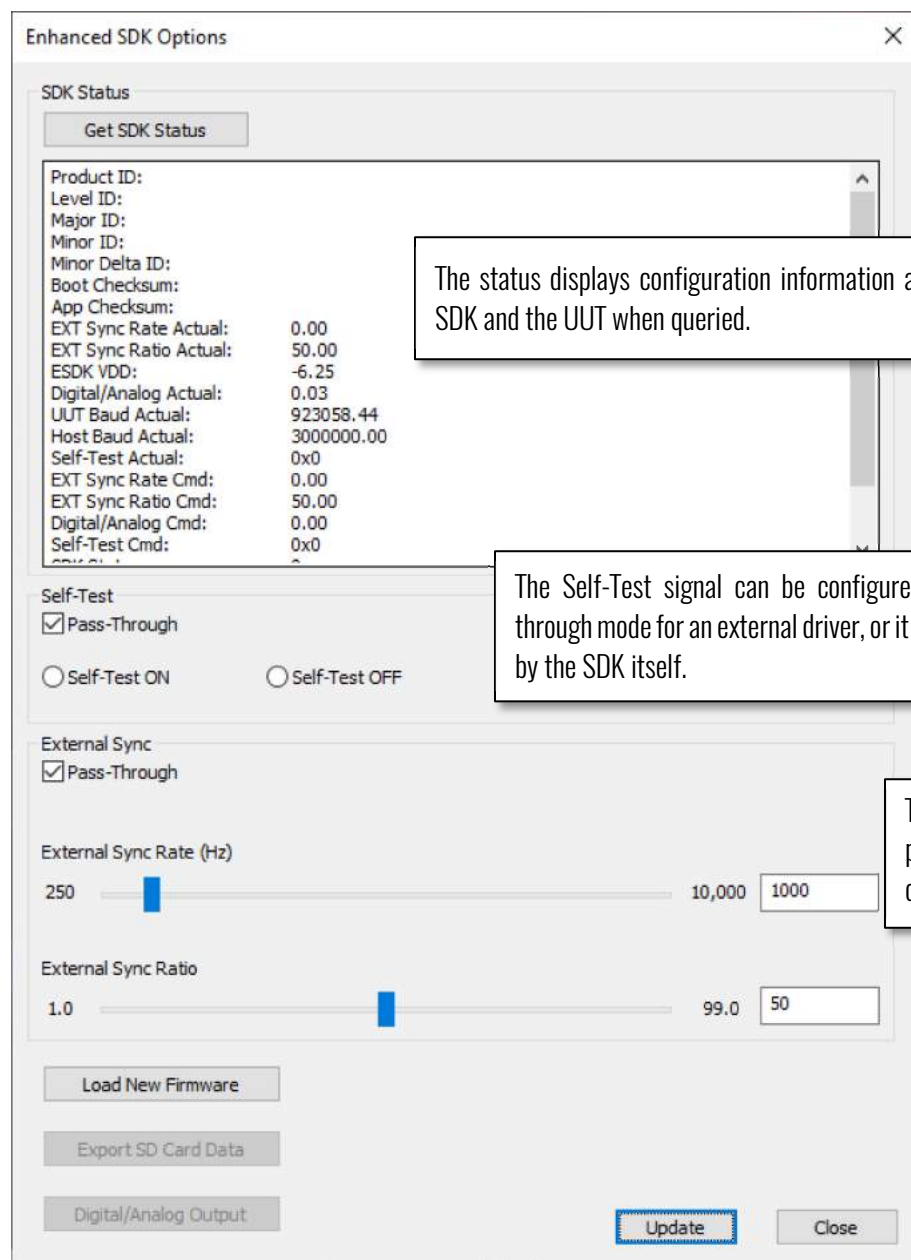 Enhanced SDK Options
SDK Status
Get SDK Status
Product ID:
Level ID:
Major ID:
Minor ID:
Minor Delta ID:
Boot Checksum:
App Checksum:
EXT Sync Rate Actual: 0.00
EXT Sync Ratio Actual: 50.00
ESDK VDD: -6.25
Digital/Analog Actual: 0.03
UUT Baud Actual: 923058.44
Host Baud Actual: 3000000.00
Self-Test Actual: 0x0
EXT Sync Rate Cmd: 0.00
EXT Sync Ratio Cmd: 50.00
Digital/Analog Cmd: 0.00
Self-Test Cmd: 0x0
The status displays configuration information
SDK and the UUT when queried.
Self-Test
Pass-Through
Self-Test ON Self-Test OFF
The Self-Test signal can be
through mode for an external driver, or it
by the SDK itself.
External Sync
Pass-Through
External Sync Rate (Hz)
250 10,000 1000
External Sync Ratio
1.0 99.0 50
Load New Firmware
Export SD Card Data
Digital/Analog Output
Update Close